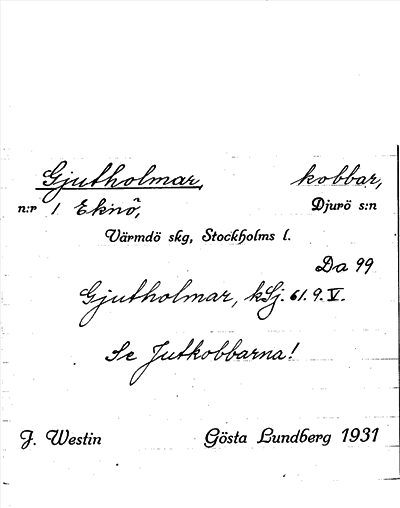 Gjutholmar, kobbar,
n:r 1 Eknö, Djurö s:n
Värmdö skg, Stockholms l.
Da 99
Gjutholmar, kSj. 61. 9. V.
Se Jutkobbarna!
J. Westin Gösta Lundberg 1931